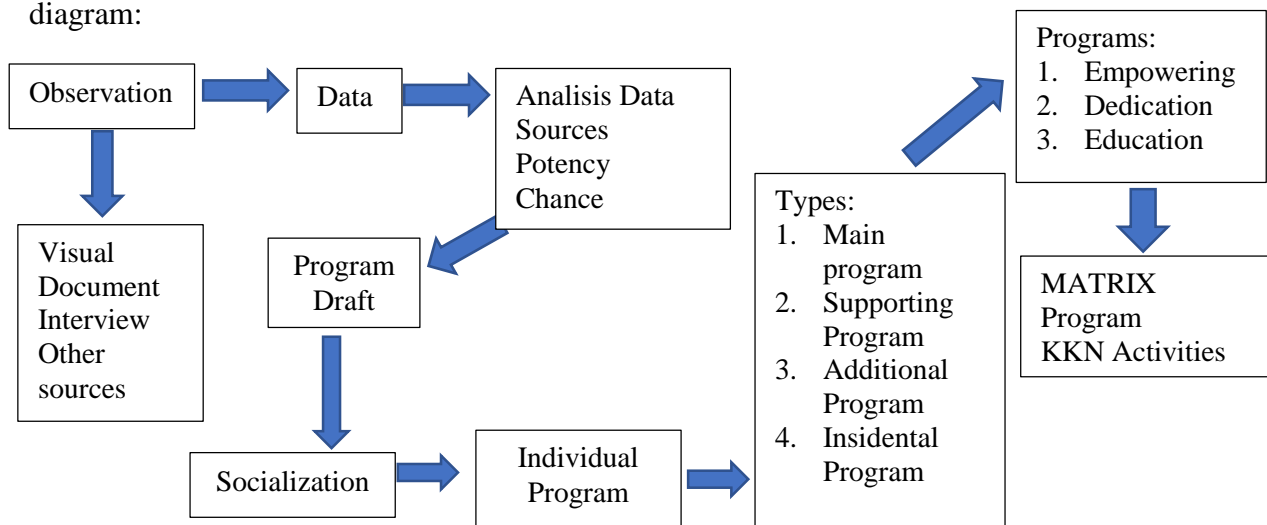 diagram:
Observation
Data
Analisis Data
Sources
Potency
Chance
Visual
Document
Interview
Other
sources
Program
Draft
Socialization
Individual
Program
Types:
1. Main
program
2. Supporting
Program
3. Additional
Program
4. Insidental
Program
Programs:
1. Empowering
2. Dedication
3. Education
MATRIX
Program
KKN Activities